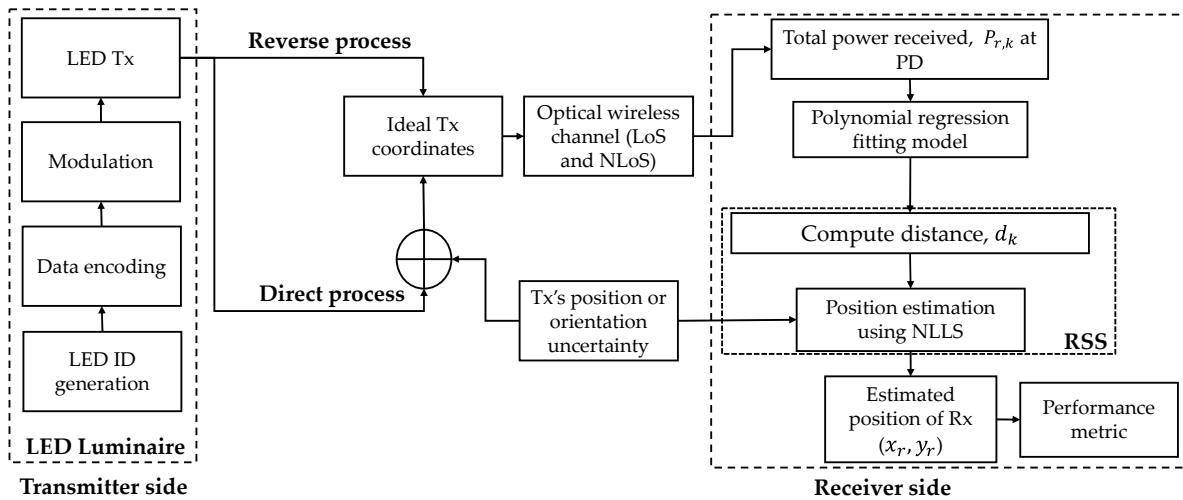 LED Tx
Modulation
Data encoding
LED ID
generation
LED Luminaire
Transmitter side
Reverse process
Direct process
Ideal Tx
coordinates
Optical wireless
channel (LoS
and NLoS)
Tx's position or
orientation
uncertainty
Total power received, P_{r,k} at
PD
Polynomial regression
fitting model
Compute distance, d_k
Position estimation
using NLLS
RSS
Estimated
position of Rx
(x_r, y_r)
Performance
metric
Receiver side